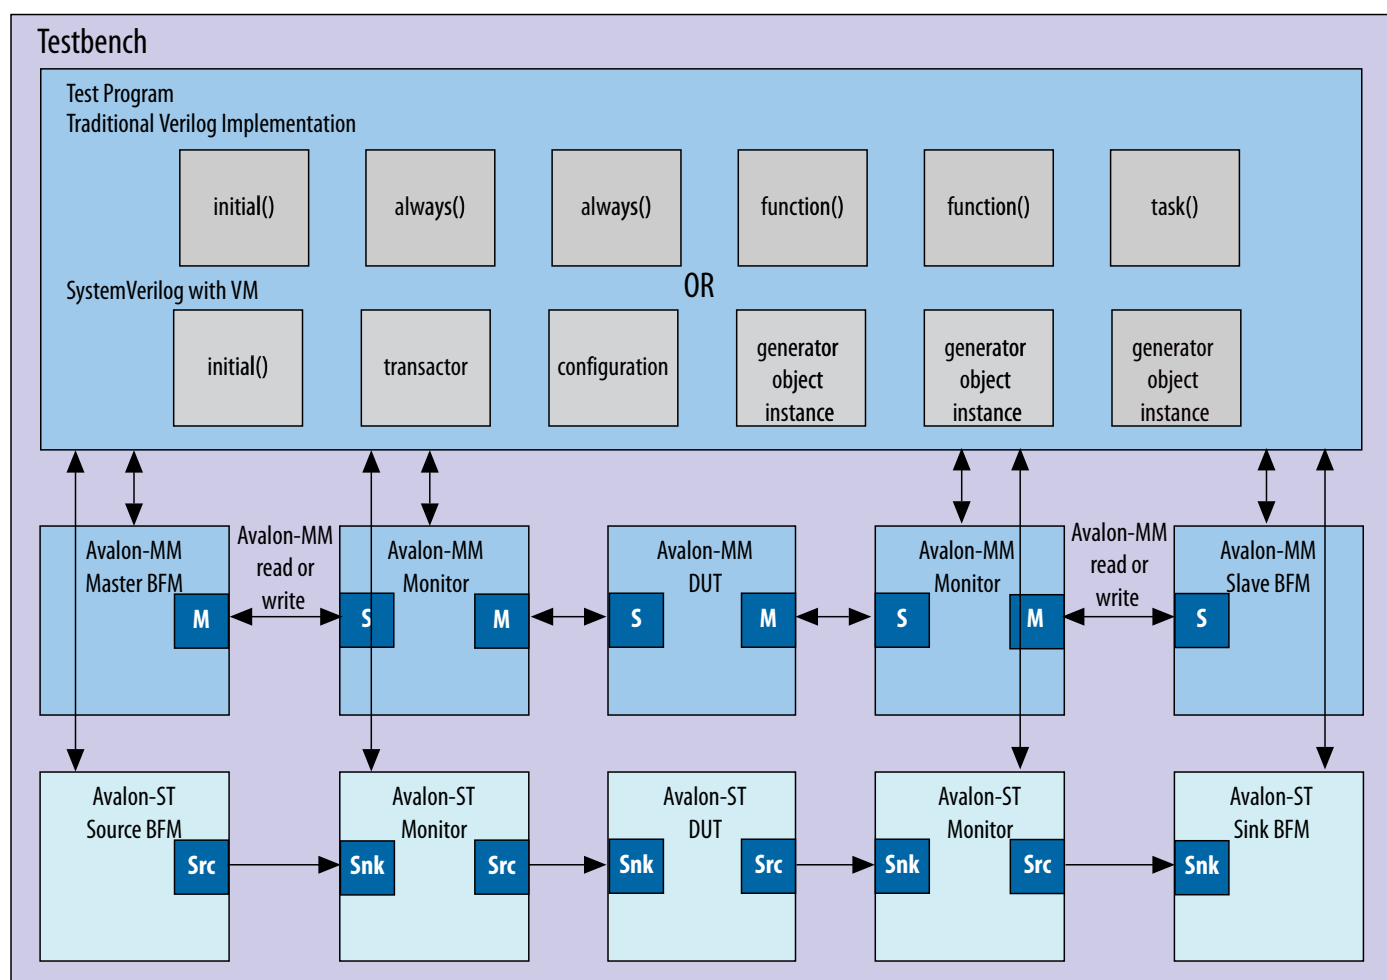 Testbench
Test Program
Traditional Verilog Implementation
initial()
always()
always()
function()
function()
task()
OR
SystemVerilog with VM
initial()
transactor
configuration
generator
object
instance
generator
object
instance
generator
object
instance
Avalon-MM
Master BFM
M
Avalon-MM
read or
write
Avalon-MM
Monitor
S
M
Avalon-MM
DUT
S
M
Avalon-MM
Monitor
S
M
Avalon-MM
read or
write
Avalon-MM
Slave BFM
S
Avalon-ST
Source BFM
Src
Avalon-ST
Monitor
Snk
Src
Avalon-ST
DUT
Snk
Src
Avalon-ST
Monitor
Snk
Src
Avalon-ST
Sink BFM
Snk